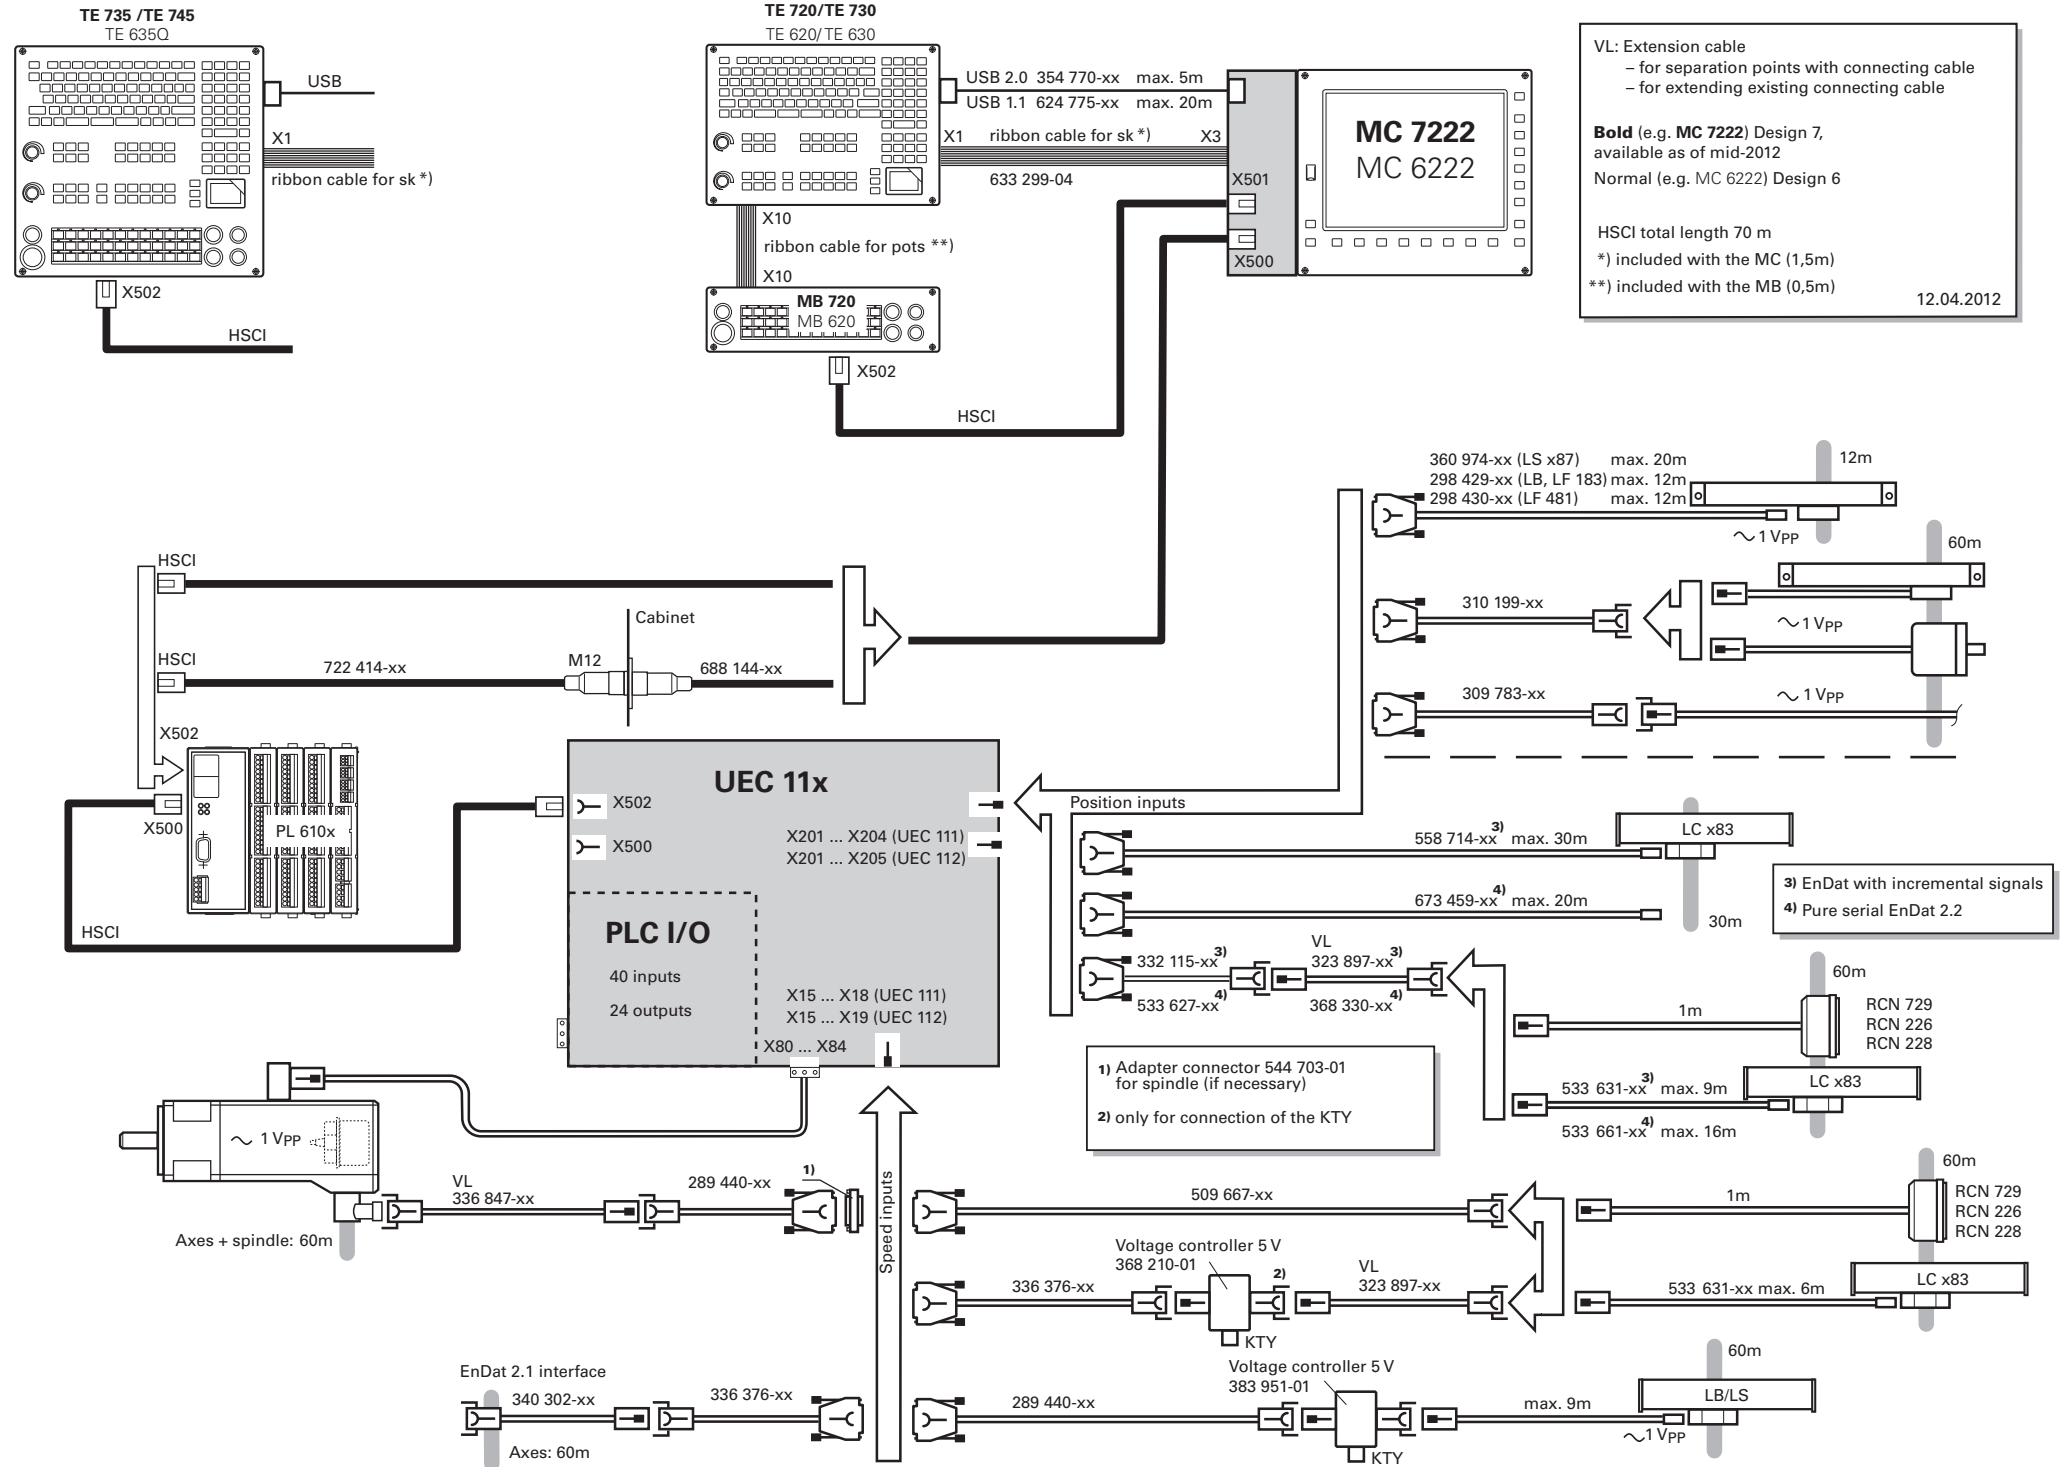 TE 735 /TE 745
TE 635Q
USB
X1
ribbon cable for sk *)
X502
HSCI
TE 720/TE 730
TE 620/ TE 630
USB 2.0 354 770-xx max. 5m
USB 1.1 624 775-xx max. 20m
X1 ribbon cable for sk *) X3
633 299-04
X10
ribbon cable for pots **)
X10
MB 720
MB 620
X502
HSCI
X501
X500
MC 7222
MC 6222
VL: Extension cable
– for separation points with connecting cable
– for extending existing connecting cable
Bold (e.g. MC 7222) Design 7,
available as of mid-2012
Normal (e.g. MC 6222) Design 6
HSCI total length 70 m
*) included with the MC (1,5m)
**) included with the MB (0,5m)
12.04.2012
360 974-xx (LS x87) max. 20m
298 429-xx (LB, LF 183) max. 12m
298 430-xx (LF 481) max. 12m
12m
~ 1 VPP
60m
310 199-xx
~ 1 VPP
309 783-xx
~ 1 VPP
HSCI
Cabinet
HSCI
722 414-xx
M12
688 144-xx
X502
X500
PL 610x
HSCI
UEC 11x
X502
X500
X201 ... X204 (UEC 111)
X201 ... X205 (UEC 112)
PLC I/O
40 inputs
24 outputs
X15 ... X18 (UEC 111)
X15 ... X19 (UEC 112)
X80 ... X84
Position inputs
558 714-xx 3) max. 30m
LC x83
673 459-xx 4) max. 20m
30m
3) EnDat with incremental signals
4) Pure serial EnDat 2.2
332 115-xx 3)
533 627-xx 4)
VL
323 897-xx 3)
368 330-xx 4)
60m
1m
RCN 729
RCN 226
RCN 228
LC x83
533 631-xx 3) max. 9m
533 661-xx 4) max. 16m
1) Adapter connector 544 703-01
for spindle (if necessary)
2) only for connection of the KTY
~ 1 VPP
VL
336 847-xx
289 440-xx
1)
Axes + spindle: 60m
Speed inputs
509 667-xx
1m
60m
RCN 729
RCN 226
RCN 228
Voltage controller 5 V
368 210-01
336 376-xx
2)
KTY
VL
323 897-xx
533 631-xx max. 6m
LC x83
EnDat 2.1 interface
340 302-xx
336 376-xx
Axes: 60m
Voltage controller 5 V
383 951-01
289 440-xx
KTY
max. 9m
60m
LB/LS
~1 VPP